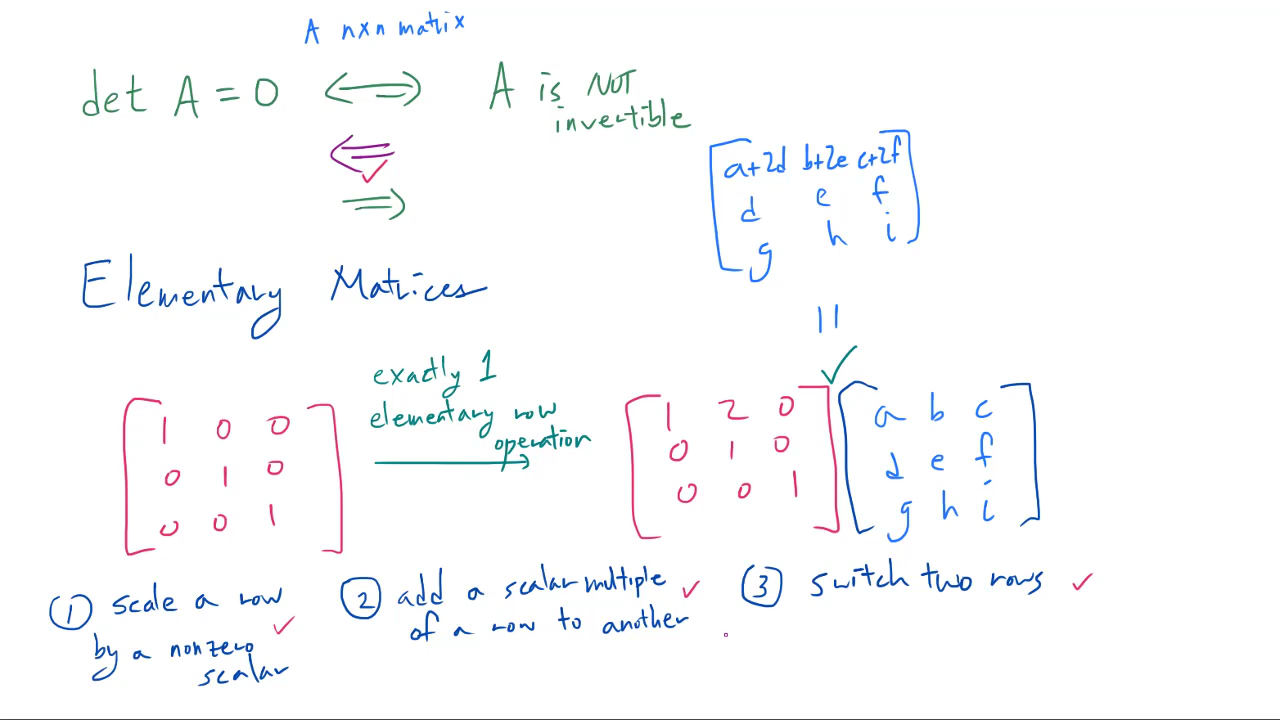 A n×n matrix
det A = 0 ⟺ A is NOT invertible
⟸ ✓
⟹
a+2d b+2e c+2f
d e f
g h i
Elementary Matrices
||
exactly 1
elementary row
operation
✓
1 0 0
0 1 0
0 0 1
1 2 0
0 1 0
0 0 1
a b c
d e f
g h i
① scale a row
by a nonzero ✓
scalar
② add a scalar multiple ✓
of a row to another
③ switch two rows ✓